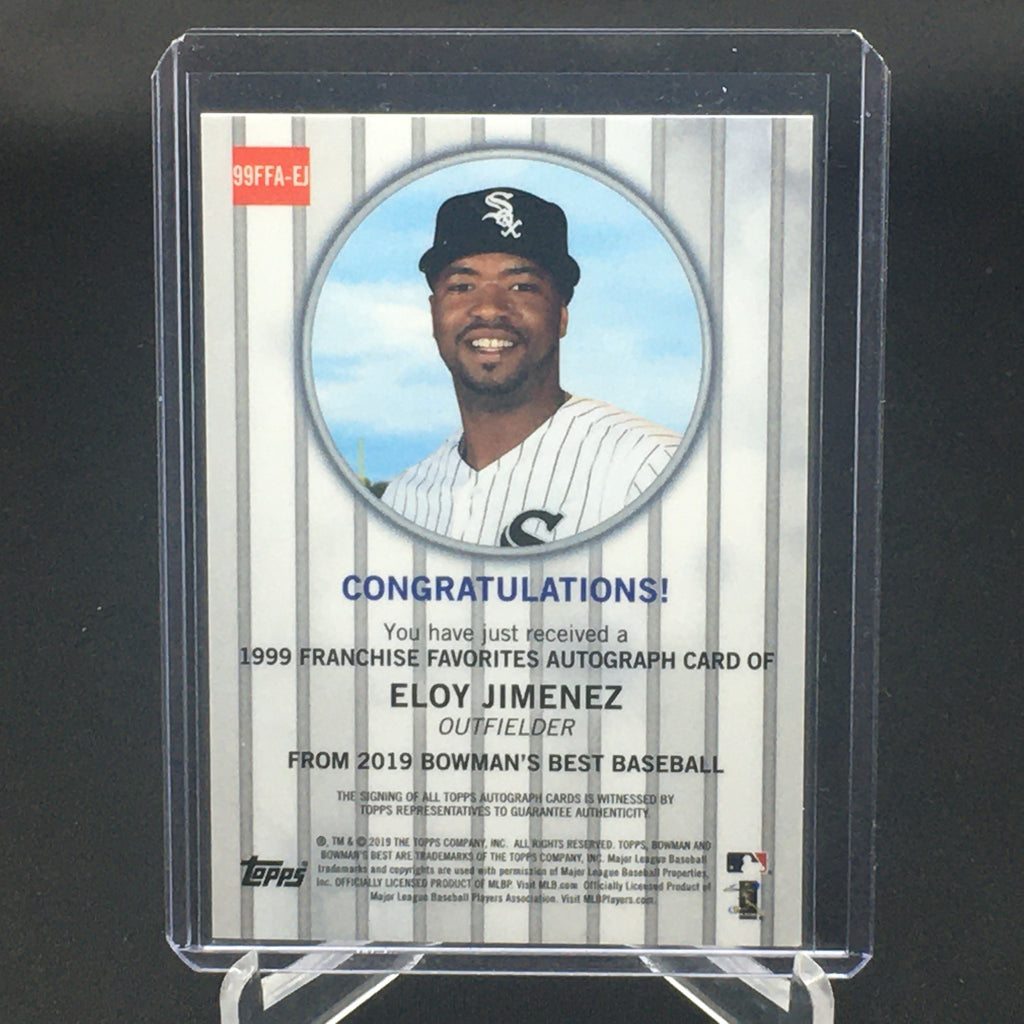 99FFA-EJ
Sox
S
CONGRATULATIONS!
You have just received a
1999 FRANCHISE FAVORITES AUTOGRAPH CARD OF
ELOY JIMENEZ
OUTFIELDER
FROM 2019 BOWMAN'S BEST BASEBALL
THE SIGNING OF ALL TOPPS AUTOGRAPH CARDS IS WITNESSED BY
TOPPS REPRESENTATIVES TO GUARANTEE AUTHENTICITY.
®, TM & © 2019 THE TOPPS COMPANY, INC. ALL RIGHTS RESERVED. TOPPS, BOWMAN AND
BOWMAN'S BEST ARE TRADEMARKS OF THE TOPPS COMPANY, INC. Major League Baseball
trademarks and copyrights are used with permission of Major League Baseball Properties,
Inc. OFFICIALLY LICENSED PRODUCT OF MLBP. Visit MLB.com Officially Licensed Product of
Major League Baseball Players Association. Visit MLBPlayers.com.
topps